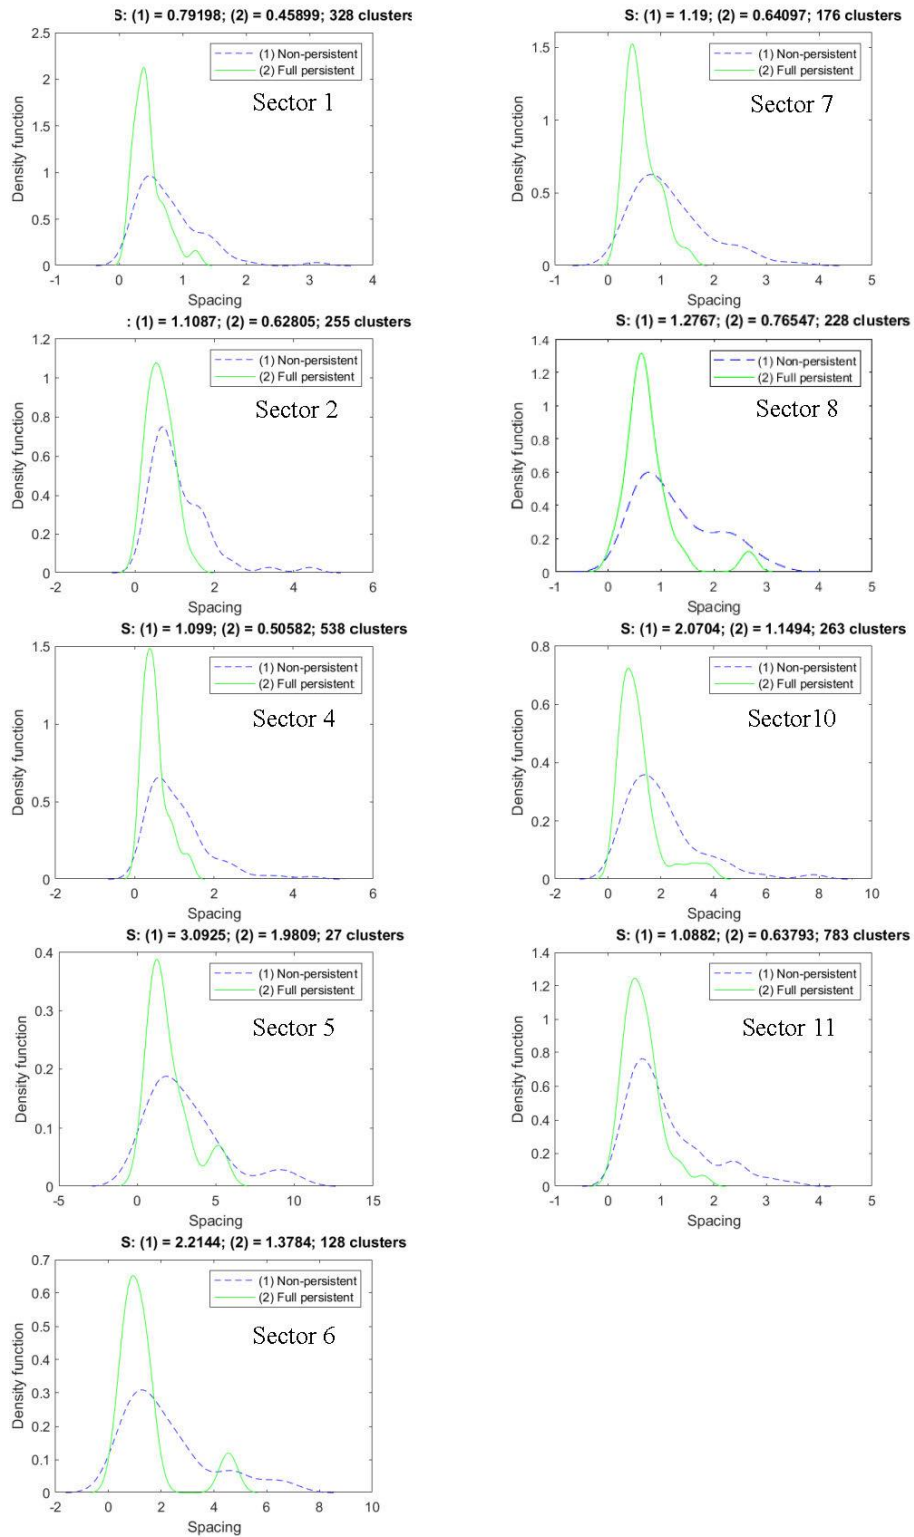 S: (1) = 0.79198; (2) = 0.45899; 328 clusters
2.5
2
1.5
1
0.5
0
-1
0
1
2
3
4
Density function
Spacing
(1) Non-persistent
(2) Full persistent
Sector 1
S: (1) = 1.19; (2) = 0.64097; 176 clusters
1.5
1
0.5
0
-1
0
1
2
3
4
5
Density function
Spacing
(1) Non-persistent
(2) Full persistent
Sector 7
: (1) = 1.1087; (2) = 0.62805; 255 clusters
1.2
1
0.8
0.6
0.4
0.2
0
-2
0
2
4
6
Density function
Spacing
(1) Non-persistent
(2) Full persistent
Sector 2
S: (1) = 1.2767; (2) = 0.76547; 228 clusters
1.4
1.2
1
0.8
0.6
0.4
0.2
0
-1
0
1
2
3
4
5
Density function
Spacing
(1) Non-persistent
(2) Full persistent
Sector 8
S: (1) = 1.099; (2) = 0.50582; 538 clusters
1.5
1
0.5
0
-2
0
2
4
6
Density function
Spacing
(1) Non-persistent
(2) Full persistent
Sector 4
S: (1) = 2.0704; (2) = 1.1494; 263 clusters
0.8
0.6
0.4
0.2
0
-2
0
2
4
6
8
10
Density function
Spacing
(1) Non-persistent
(2) Full persistent
Sector10
S: (1) = 3.0925; (2) = 1.9809; 27 clusters
0.4
0.3
0.2
0.1
0
-5
0
5
10
15
Density function
Spacing
(1) Non-persistent
(2) Full persistent
Sector 5
S: (1) = 1.0882; (2) = 0.63793; 783 clusters
1.4
1.2
1
0.8
0.6
0.4
0.2
0
-1
0
1
2
3
4
5
Density function
Spacing
(1) Non-persistent
(2) Full persistent
Sector 11
S: (1) = 2.2144; (2) = 1.3784; 128 clusters
0.7
0.6
0.5
0.4
0.3
0.2
0.1
0
-2
0
2
4
6
8
10
Density function
Spacing
(1) Non-persistent
(2) Full persistent
Sector 6